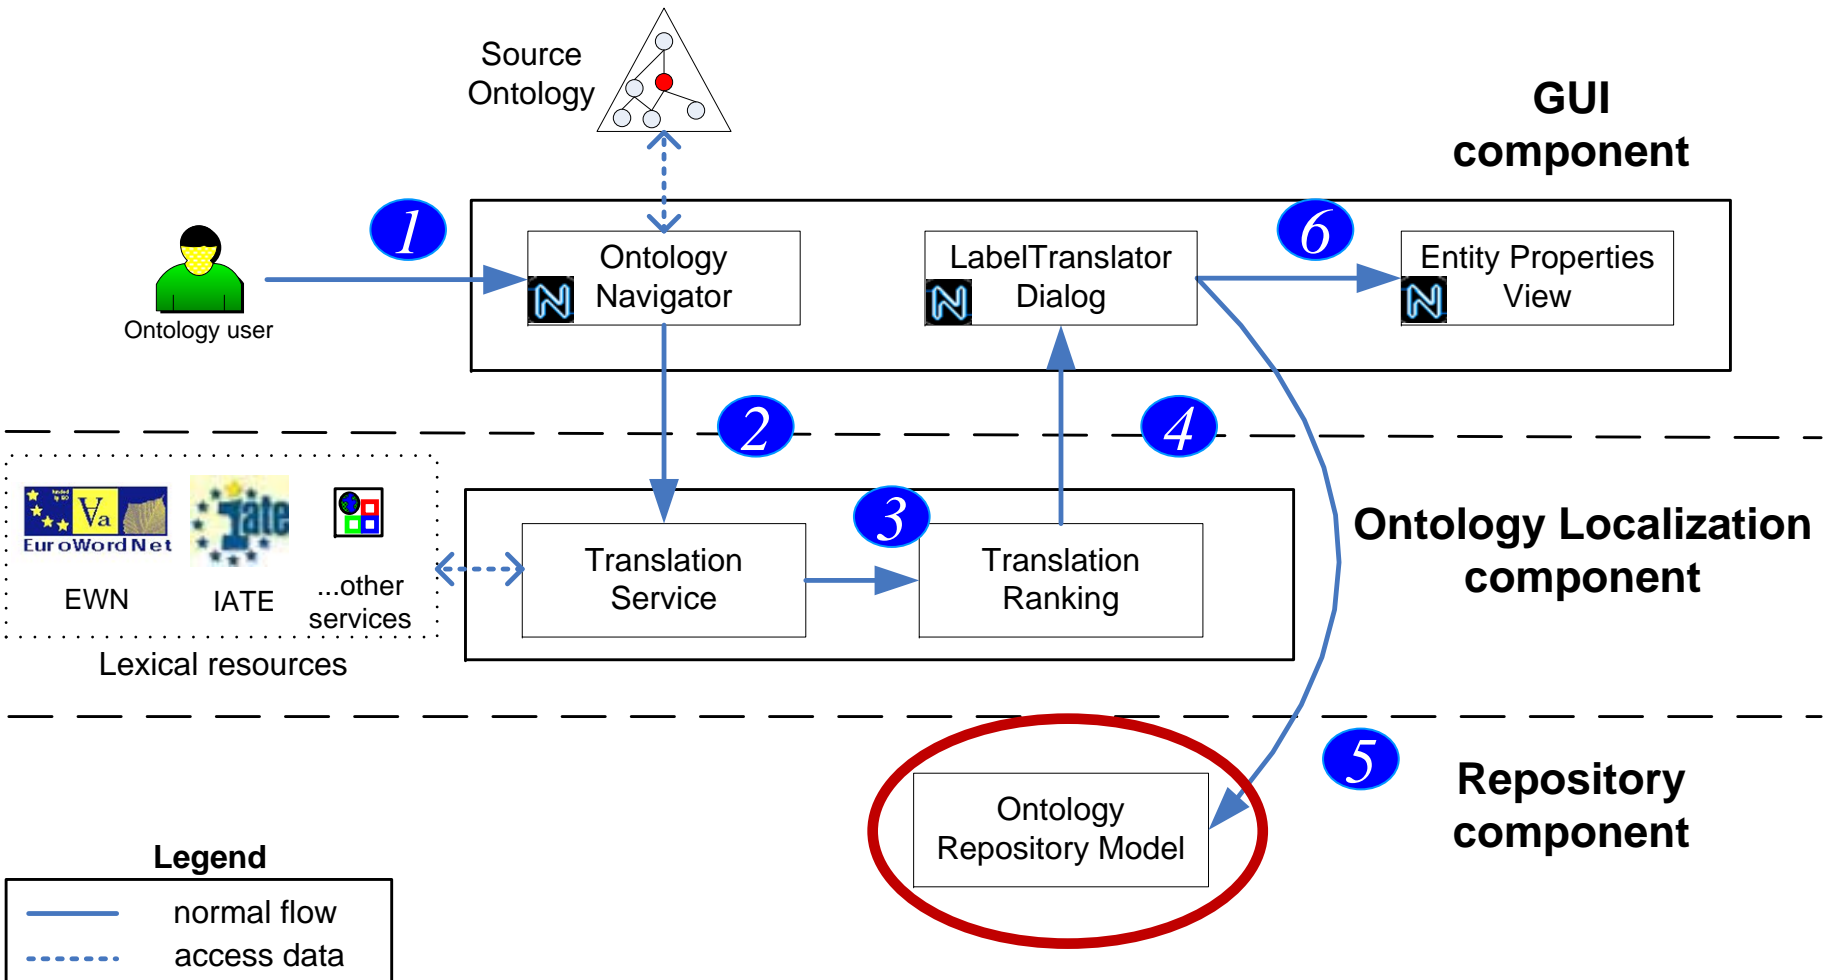 Source
Ontology
GUI
component
1
6
Ontology
Navigator
LabelTranslator
Dialog
Entity Properties
View
Ontology user
2
4
3
EuroWordNet
Va
iate
EWN
IATE
...other
services
Lexical resources
Translation
Service
Translation
Ranking
Ontology Localization
component
5
Ontology
Repository Model
Repository
component
Legend
normal flow
access data